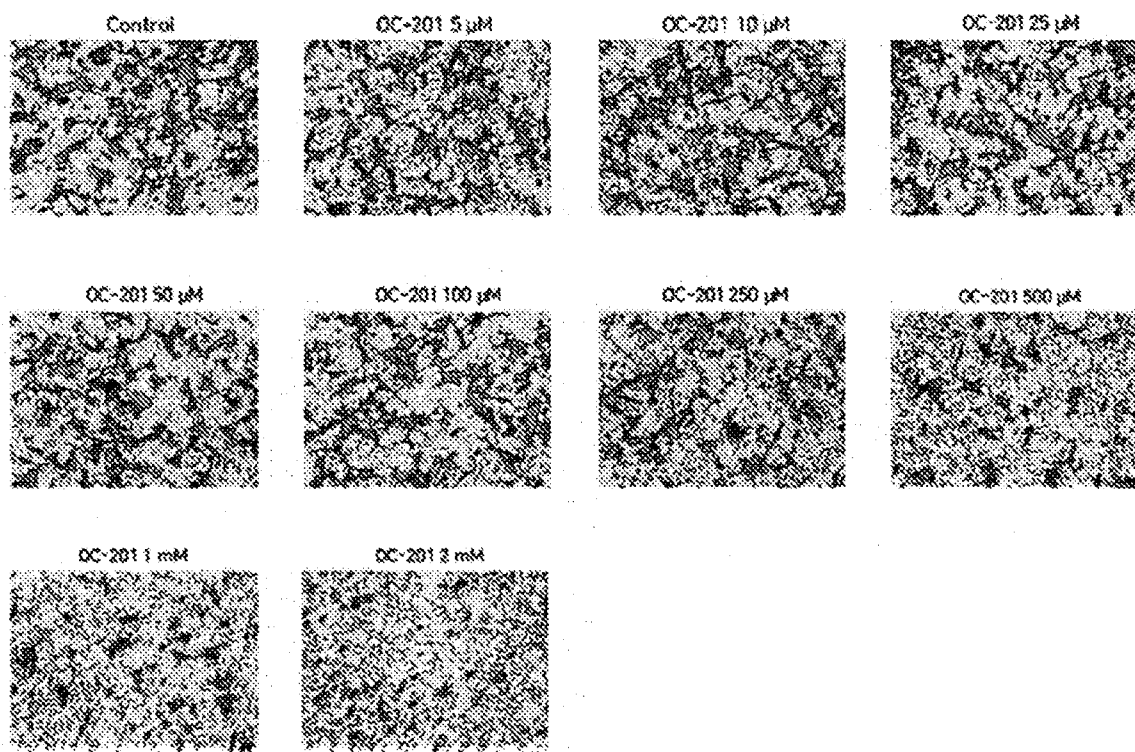 Control
OC-201 5 µM
OC-201 10 µM
OC-201 25 µM
OC-201 50 µM
OC-201 100 µM
OC-201 250 µM
OC-201 500 µM
OC-201 1 mM
OC-201 2 mM